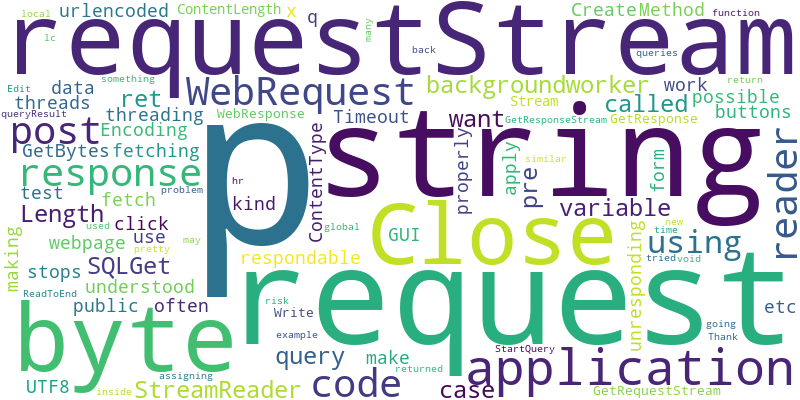 local urlencoded ContentLength x q many Create Method function
requestStream
lc back queries
Edit data WebRequest something backgroundworker work return
threads ret Stream called possible
queryResult threading WebResponse Timeout want GetResponseStream GetResponse buttons
post Encoding p string reader
GetBytes fetching ContentType properly apply pre similar form
response problem hr
test fetch kind variable
Length click used may global Close GUI new
making webpage use request time using
stops SQLGet pretty respondable unresponding tried void
understood etc
ReadToEnd public often risk Write going
byte query make example StartQuery Thank
assigning returned application
UTF8 inside StreamReader code case GetRequestStream